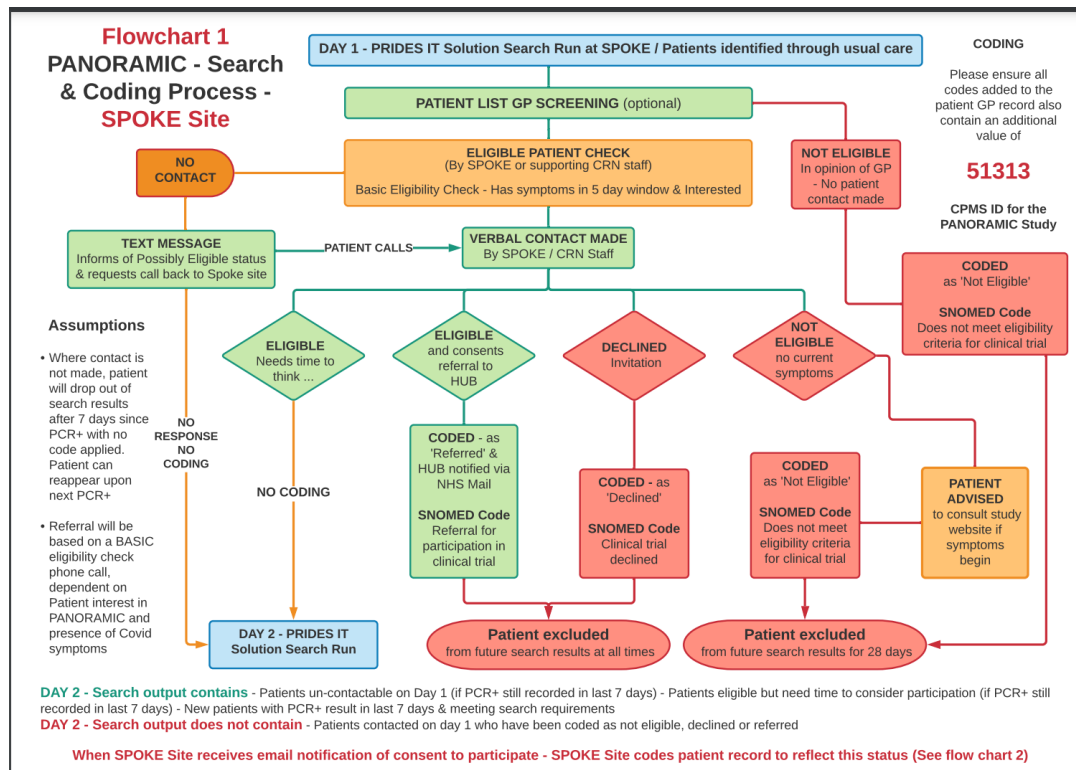 Flowchart 1
PANORAMIC - Search
& Coding Process -
SPOKE Site
DAY 1 - PRIDES IT Solution Search Run at SPOKE / Patients identified through usual care
CODING
Please ensure all
codes added to the
patient GP record also
contain an additional
value of
51313
CPMS ID for the
PANORAMIC Study
PATIENT LIST GP SCREENING (optional)
NO
CONTACT
ELIGIBLE PATIENT CHECK
(By SPOKE or supporting CRN staff)
Basic Eligibility Check - Has symptoms in 5 day window & Interested
NOT ELIGIBLE
In opinion of GP
- No patient
contact made
TEXT MESSAGE
Informs of Possibly Eligible status
& requests call back to Spoke site
PATIENT CALLS
VERBAL CONTACT MADE
By SPOKE / CRN Staff
CODED
as 'Not Eligible'
SNOMED Code
Does not meet eligibility
criteria for clinical trial
Assumptions
• Where contact is
not made, patient
will drop out of
search results
after 7 days since
PCR+ with no
code applied.
Patient can
reappear upon
next PCR+
• Referral will be
based on a BASIC
eligibility check
phone call,
dependent on
Patient interest in
PANORAMIC and
presence of Covid
symptoms
NO
RESPONSE
NO
CODING
ELIGIBLE
Needs time to
think ...
ELIGIBLE
and consents
referral to
HUB
DECLINED
Invitation
NOT
ELIGIBLE
no current
symptoms
NO CODING
CODED - as
'Referred' &
HUB notified via
NHS Mail
SNOMED Code
Referral for
participation in
clinical trial
CODED - as
'Declined'
SNOMED Code
Clinical trial
declined
CODED
as 'Not Eligible'
SNOMED Code
Does not meet
eligibility criteria
for clinical trial
PATIENT
ADVISED
to consult study
website if
symptoms
begin
DAY 2 - PRIDES IT
Solution Search Run
Patient excluded
from future search results at all times
Patient excluded
from future search results for 28 days
DAY 2 - Search output contains - Patients un-contactable on Day 1 (if PCR+ still recorded in last 7 days) - Patients eligible but need time to consider participation (if PCR+ still
recorded in last 7 days) - New patients with PCR+ result in last 7 days & meeting search requirements
DAY 2 - Search output does not contain - Patients contacted on day 1 who have been coded as not eligible, declined or referred
When SPOKE Site receives email notification of consent to participate - SPOKE Site codes patient record to reflect this status (See flow chart 2)